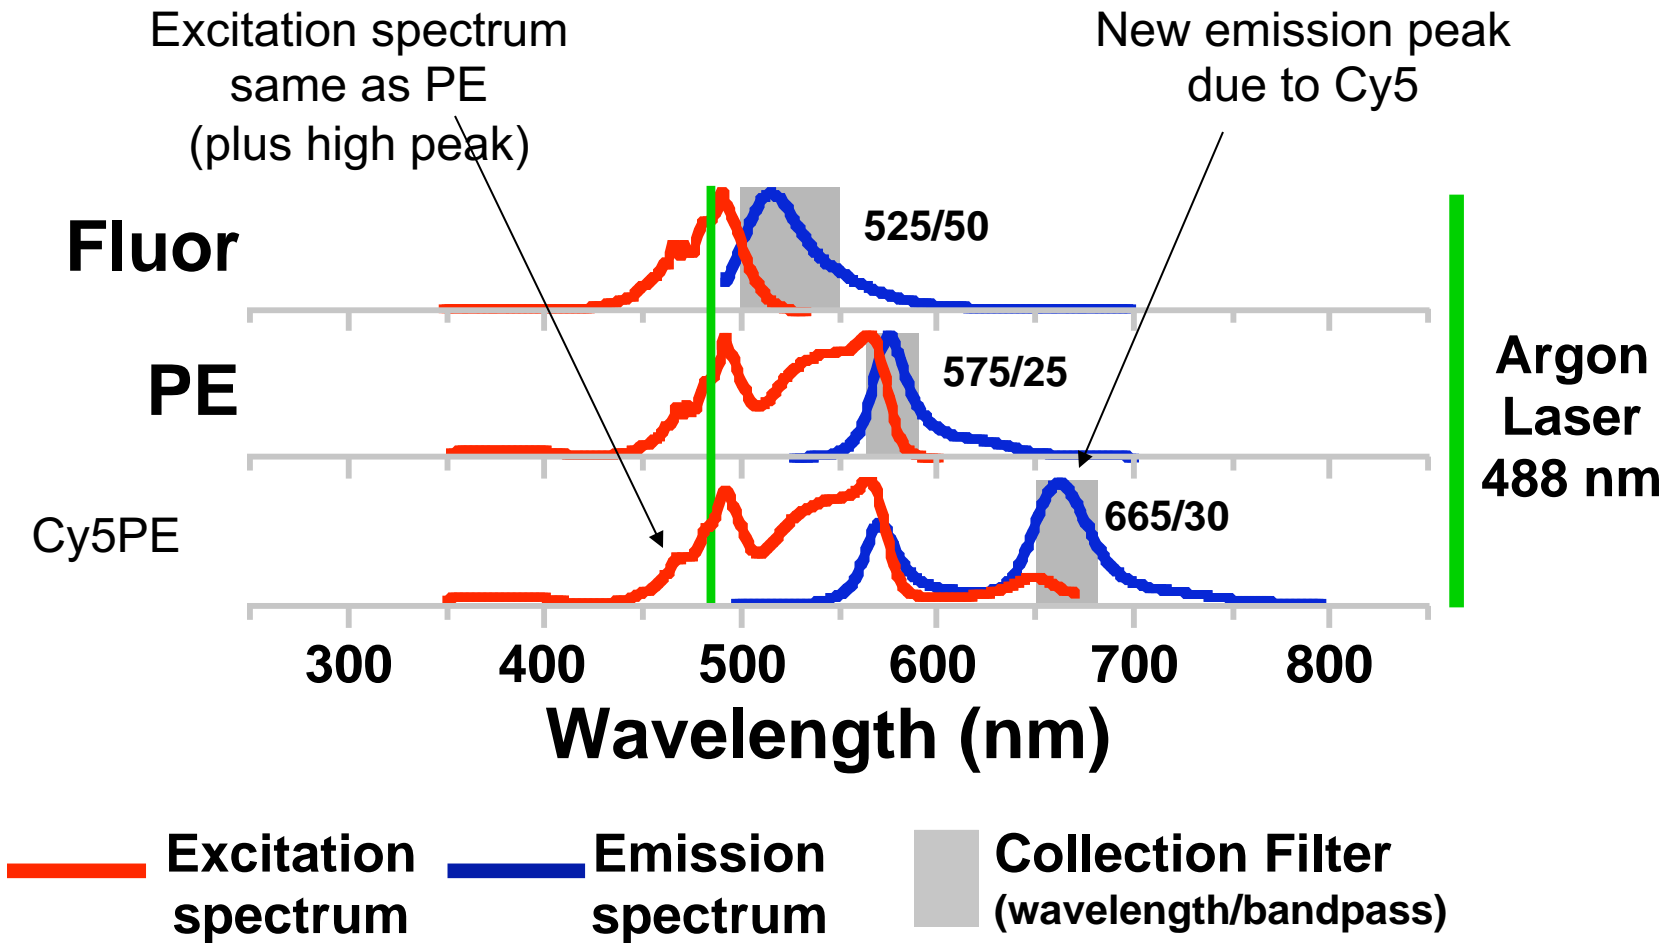 Excitation spectrum
same as PE
(plus high peak)
New emission peak
due to Cy5
Fluor
525/50
PE
575/25
Cy5PE
665/30
Argon
Laser
488 nm
300 400 500 600 700 800
Wavelength (nm)
Excitation
spectrum
Emission
spectrum
Collection Filter
(wavelength/bandpass)